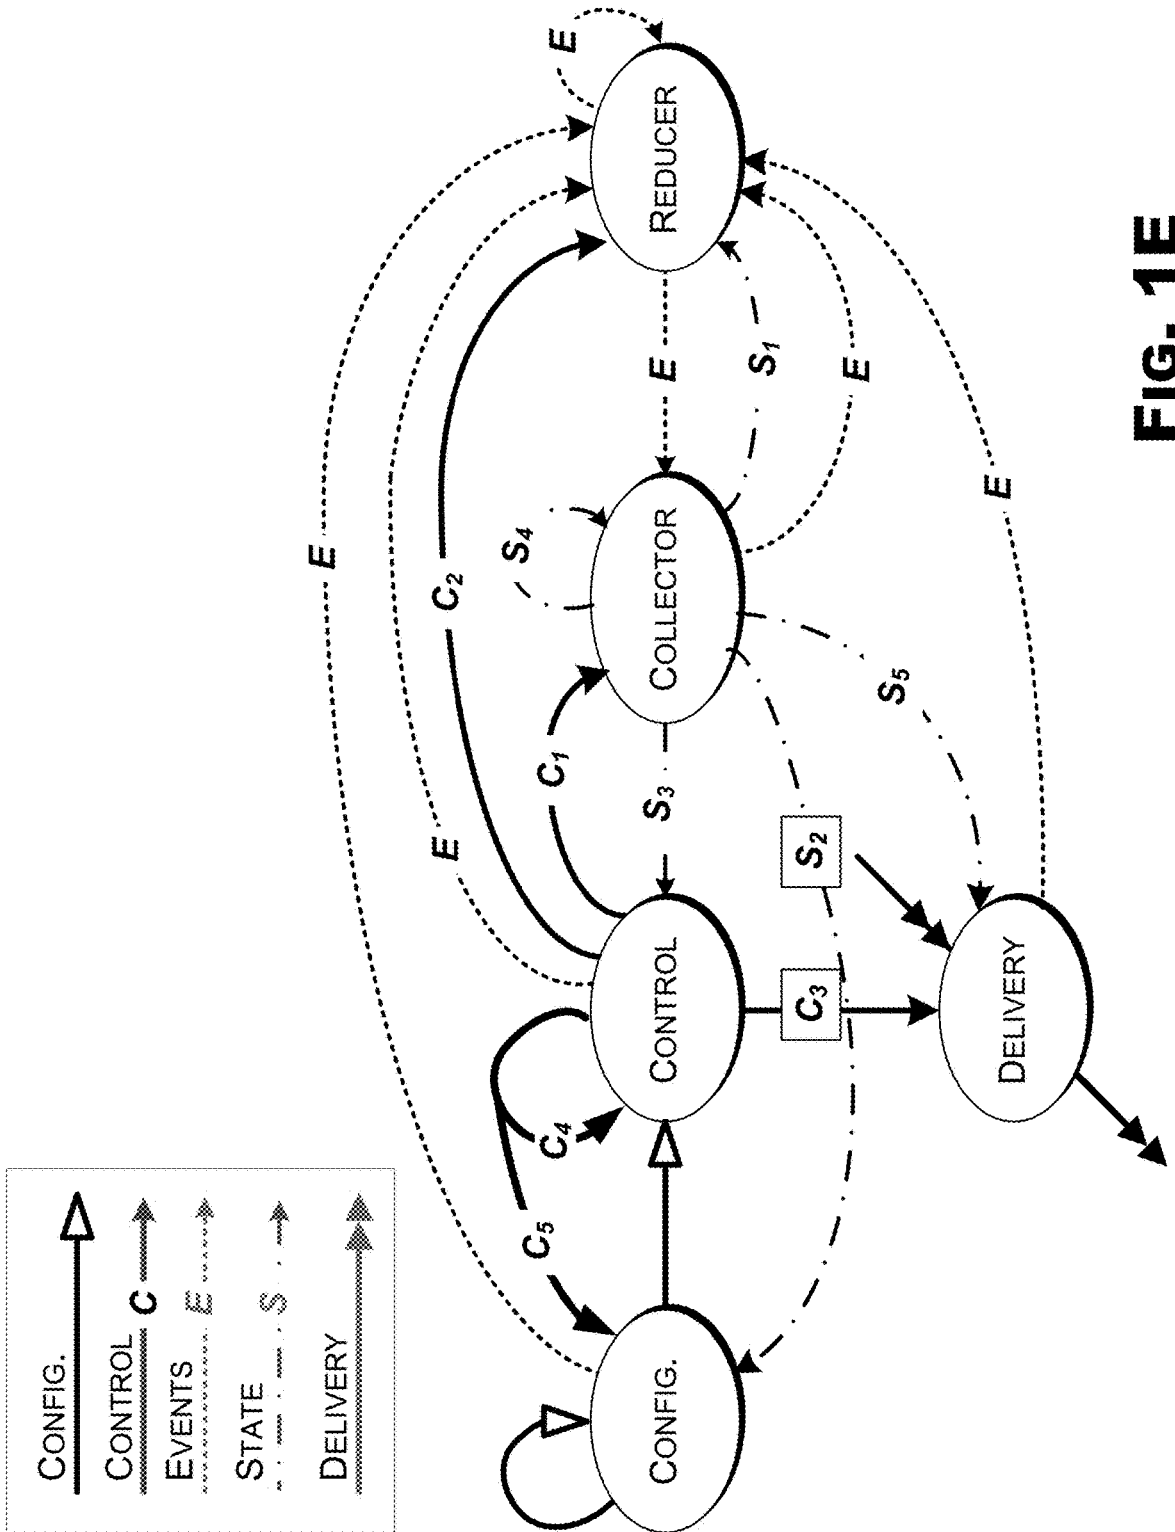 CONFIG.
CONTROL C
EVENTS E
STATE S
DELIVERY
E
E
C2
E
C5
C4
C1
S4
E
CONFIG.
CONTROL
S3
COLLECTOR
E
REDUCER
C3
S2
S5
S1
E
DELIVERY
E
FIG. 1E